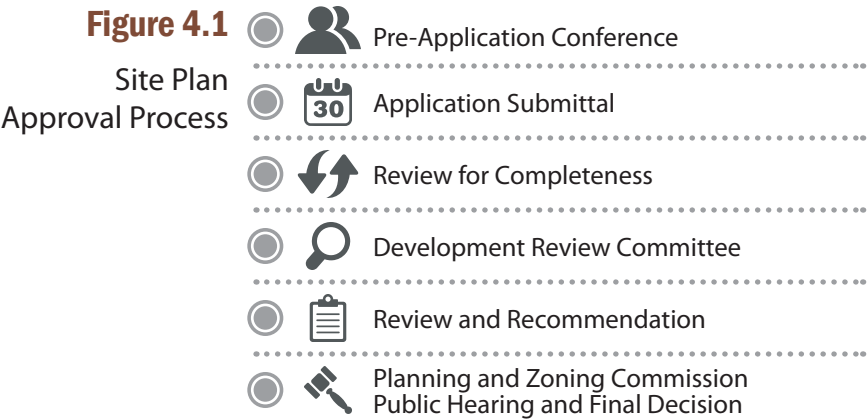 Figure 4.1
Site Plan
Approval Process
Pre-Application Conference
30
Application Submittal
Review for Completeness
Development Review Committee
Review and Recommendation
Planning and Zoning Commission
Public Hearing and Final Decision